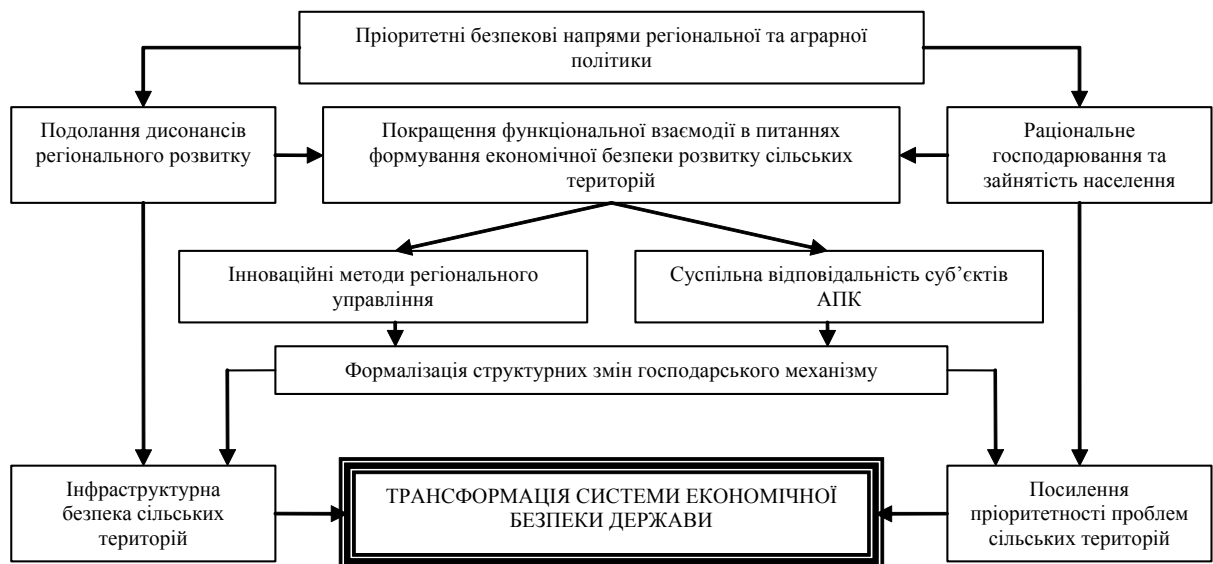 Пріоритетні безпекові напрями регіональної та аграрної
політики
Подолання дисонансів
регіонального розвитку
Покращення функціональної взаємодії в питаннях
формування економічної безпеки розвитку сільських
територій
Раціональне
господарювання та
зайнятість населення
Інноваційні методи регіонального
управління
Суспільна відповідальність суб’єктів
АПК
Формалізація структурних змін господарського механізму
Інфраструктурна
безпека сільських
територій
ТРАНСФОРМАЦІЯ СИСТЕМИ ЕКОНОМІЧНОЇ
БЕЗПЕКИ ДЕРЖАВИ
Посилення
пріоритетності проблем
сільських територій